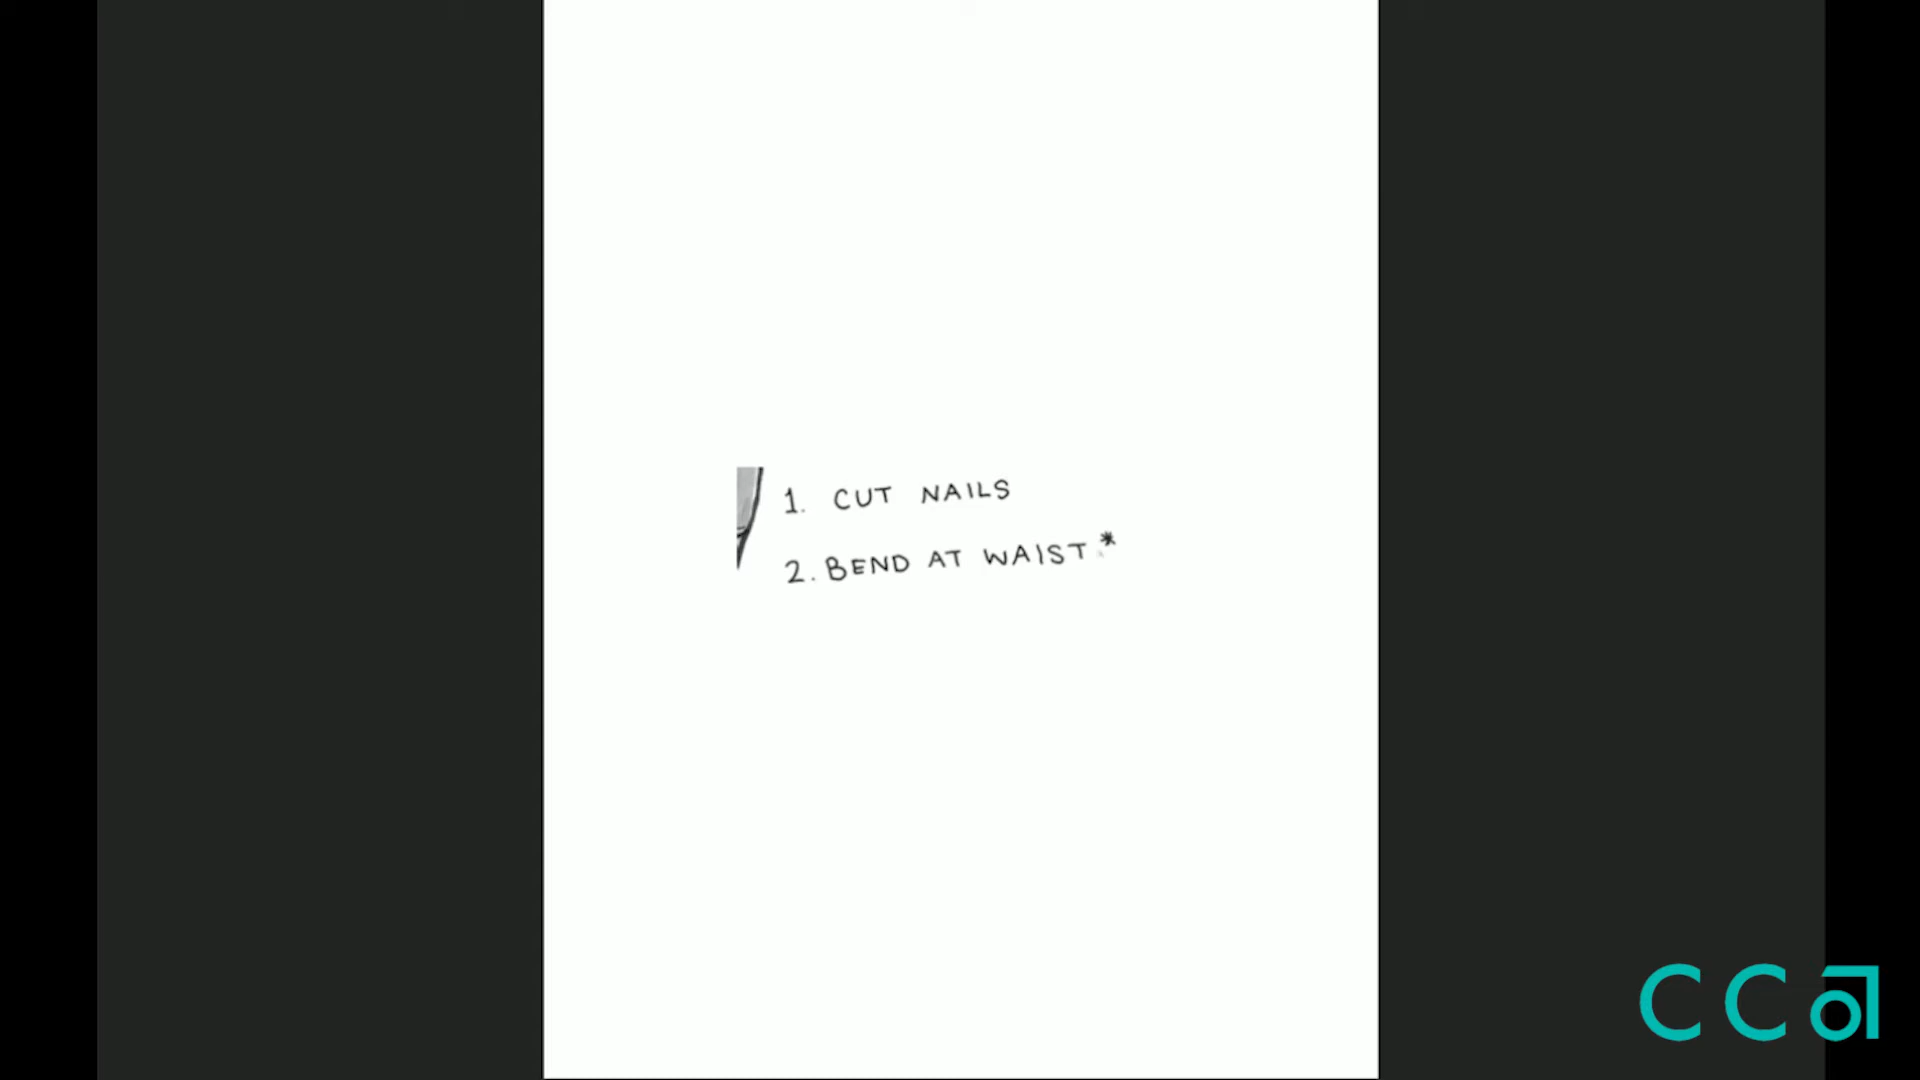 1. CUT NAILS
2. BEND AT WAIST.*
CCA